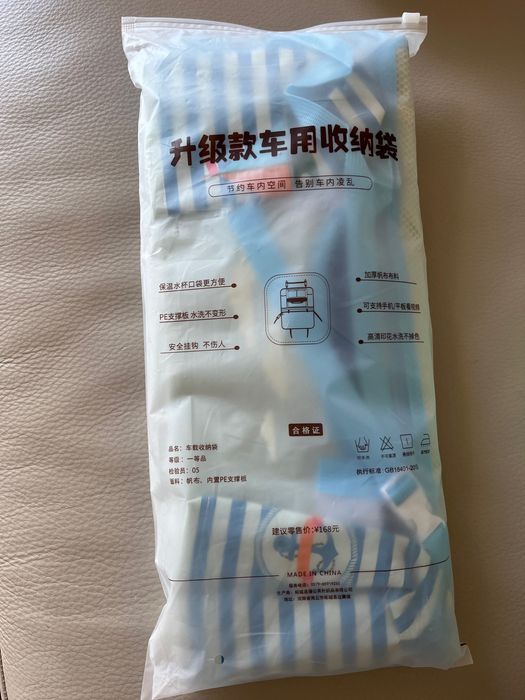 升级款车用收纳袋
节约车内空间 告别车内凌乱
保温水杯口袋更方便
加厚帆布布料
PE支撑板 水洗不变形
可支持手机/平板看视频
安全挂钩 不伤人
高清印花水洗不掉色
合格证
品名：车载收纳袋
等级：一等品
检验员：05
面料：帆布、内置PE支撑板
执行标准：GB18401-20
建议零售价：¥168元
MADE IN CHINA